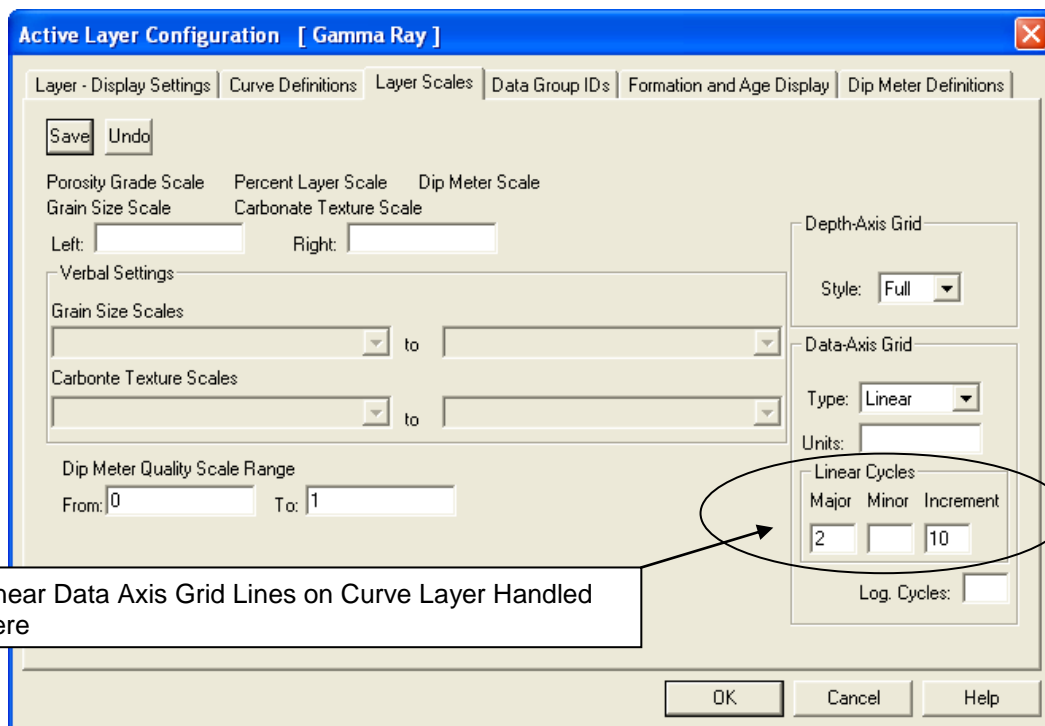 Active Layer Configuration [ Gamma Ray ]
Layer - Display Settings Curve Definitions Layer Scales Data Group IDs Formation and Age Display Dip Meter Definitions
Save Undo
Porosity Grade Scale Percent Layer Scale Dip Meter Scale
Grain Size Scale Carbonate Texture Scale
Left: Right:
Verbal Settings
Grain Size Scales
to
Carbonte Texture Scales
to
Dip Meter Quality Scale Range
From: 0 To: 1
Depth-Axis Grid
Style: Full
Data-Axis Grid
Type: Linear
Units:
Linear Cycles
Major Minor Increment
2 10
Log. Cycles:
near Data Axis Grid Lines on Curve Layer Handled
ere
OK Cancel Help